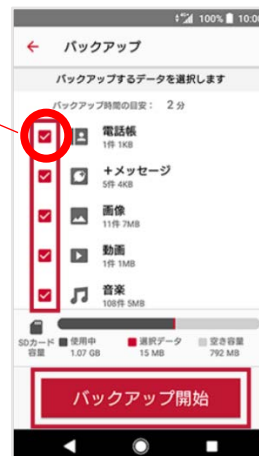 100% 10:00
バックアップ
バックアップするデータを選択します
バックアップ時間の目安： 2 分
電話帳
1件 1KB
＋メッセージ
5件 4KB
画像
11件 7MB
動画
1件 1MB
音楽
108件 5MB
SDカード容量 使用中 1.07 GB 選択データ 15 MB 空き容量 792 MB
バックアップ開始